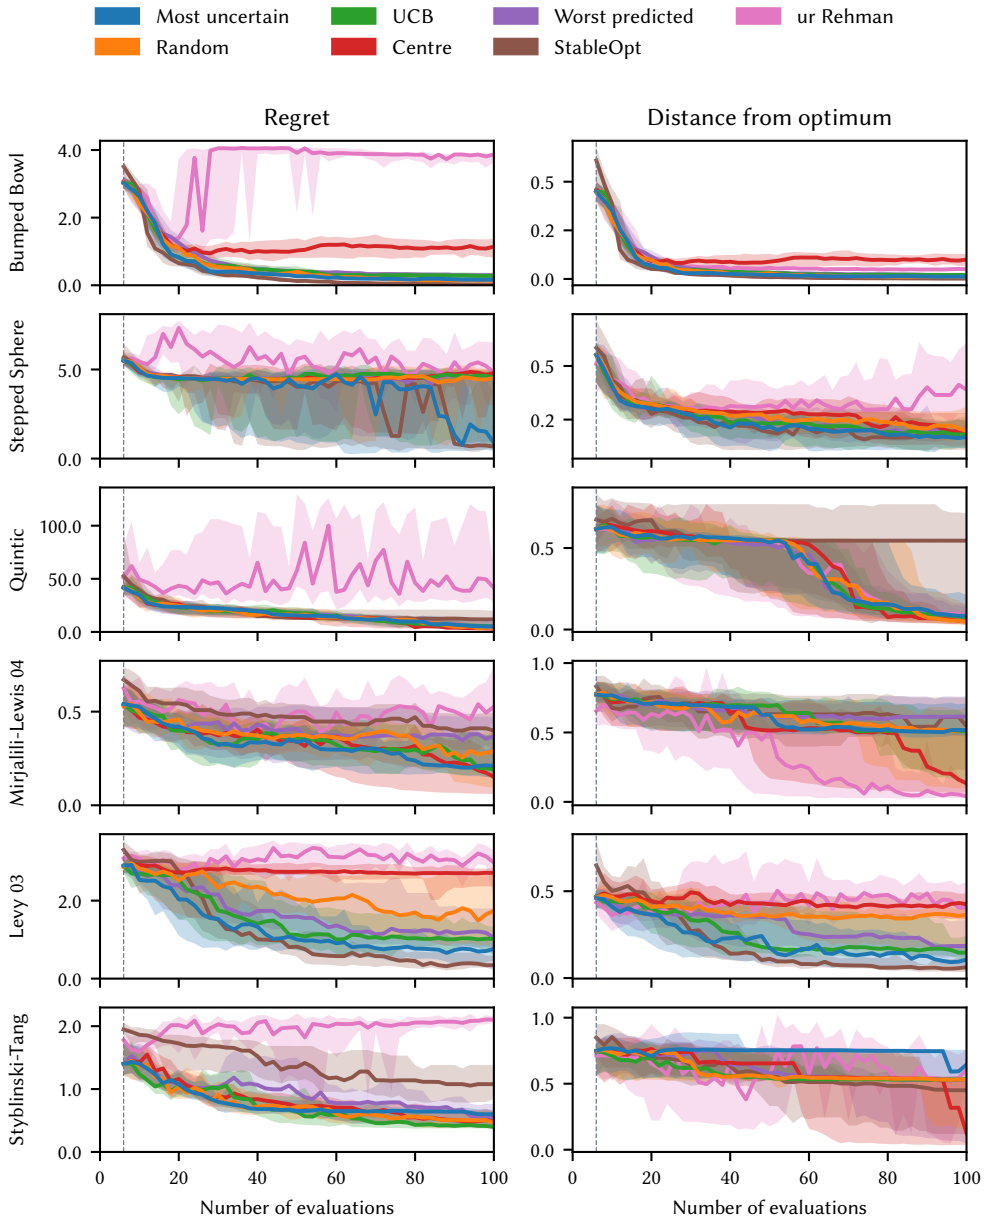 Most uncertain UCB Worst predicted ur Rehman
Random Centre StableOpt
Regret Distance from optimum
Bumped Bowl
4.0
2.0
0.0
0.5
0.2
0.0
Stepped Sphere
5.0
0.0
0.5
0.2
Quintic
100.0
50.0
0.0
0.5
0.0
Mirjalili-Lewis 04
0.5
0.0
1.0
0.5
0.0
Levy 03
2.0
0.0
0.5
0.0
Styblinski-Tang
2.0
1.0
0.0
1.0
0.5
0.0
0 20 40 60 80 100 0 20 40 60 80 100
Number of evaluations Number of evaluations